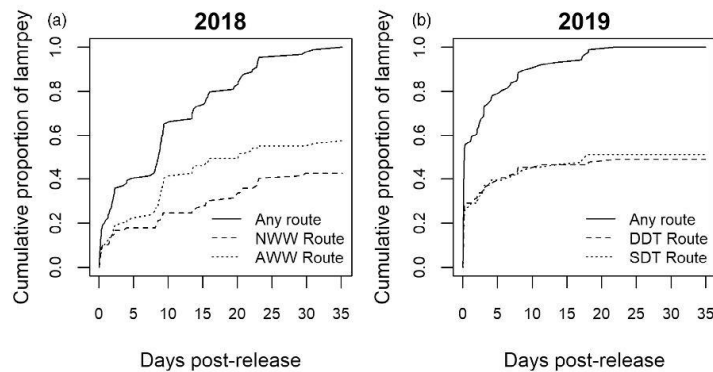 (a) 2018
Cumulative proportion of lamrpey
1.0
0.8
0.6
0.4
0.2
0.0
Any route
NWW Route
AWW Route
0 5 10 15 20 25 30 35
Days post-release
(b) 2019
Cumulative proportion of lamrpey
1.0
0.8
0.6
0.4
0.2
0.0
Any route
DDT Route
SDT Route
0 5 10 15 20 25 30 35
Days post-release